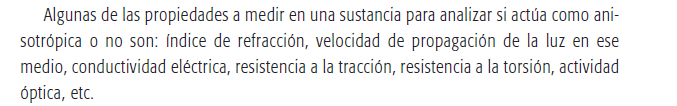 Algunas de las propiedades a medir en una sustancia para analizar si actúa como ani-
sotrópica o no son: índice de refracción, velocidad de propagación de la luz en ese
medio, conductividad eléctrica, resistencia a la tracción, resistencia a la torsión, actividad
óptica, etc.